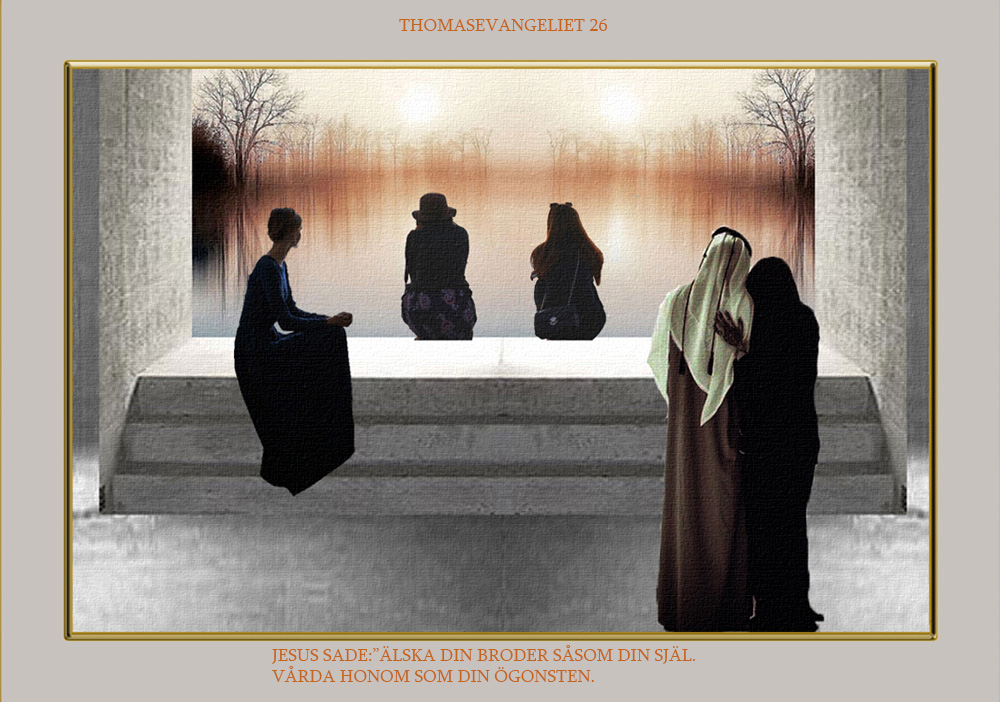 THOMASEVANGELIET 26
JESUS SADE:”ÄLSKA DIN BRODER SÅSOM DIN SJÄL.
VÅRDA HONOM SOM DIN ÖGONSTEN.